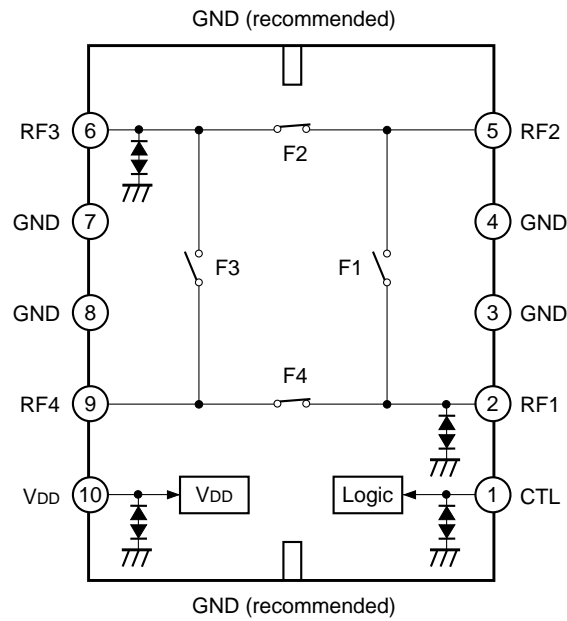 GND (recommended)
RF3 6 5 RF2
F2
GND 7 4 GND
F3 F1
GND 8 3 GND
F4
RF4 9 2 RF1
VDD 10 VDD Logic 1 CTL
GND (recommended)